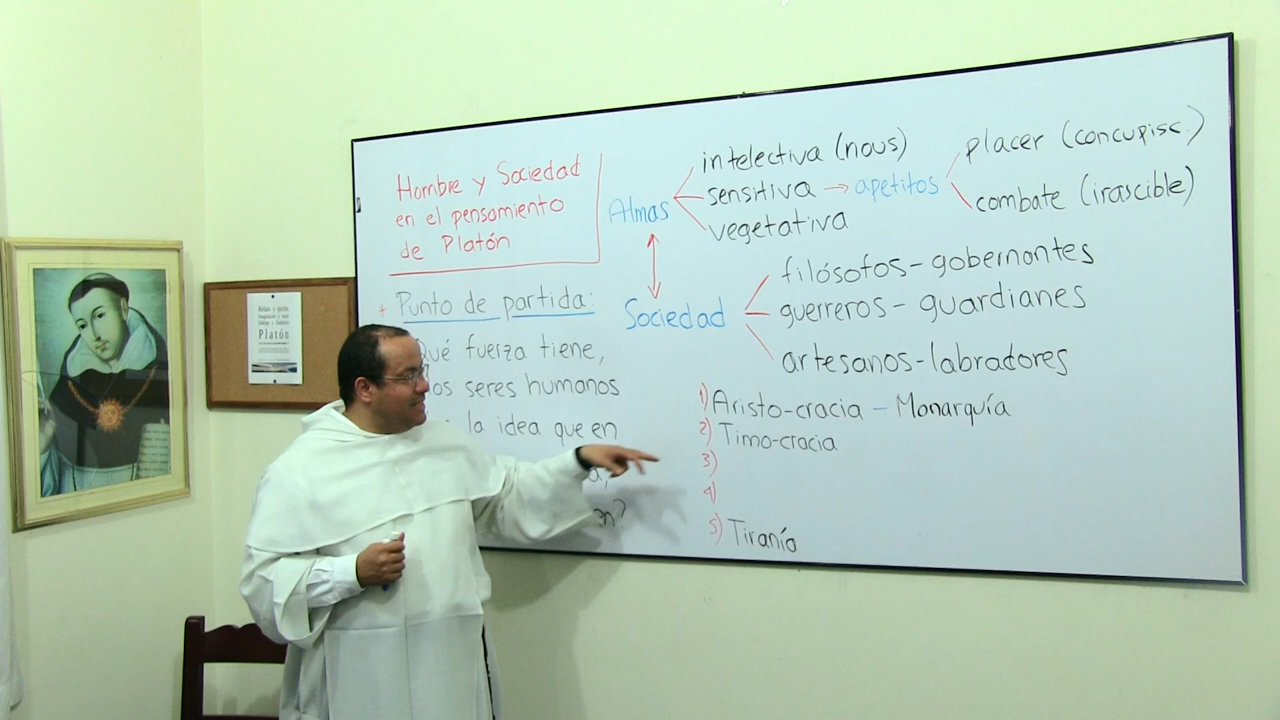 Hombre y Sociedad
en el pensamiento
de Platón
+ Punto de partida:
Qué fuerza tiene,
los seres humanos
la idea que en
en?
Almas
intelectiva (nous)
sensitiva → apetitos
vegetativa
placer (concupisc.)
combate (irascible)
Sociedad
filósofos - gobernantes
guerreros - guardianes
artesanos - labradores
1) Aristo-cracia - Monarquía
2) Timo-cracia
3)
4)
5) Tiranía
Platón